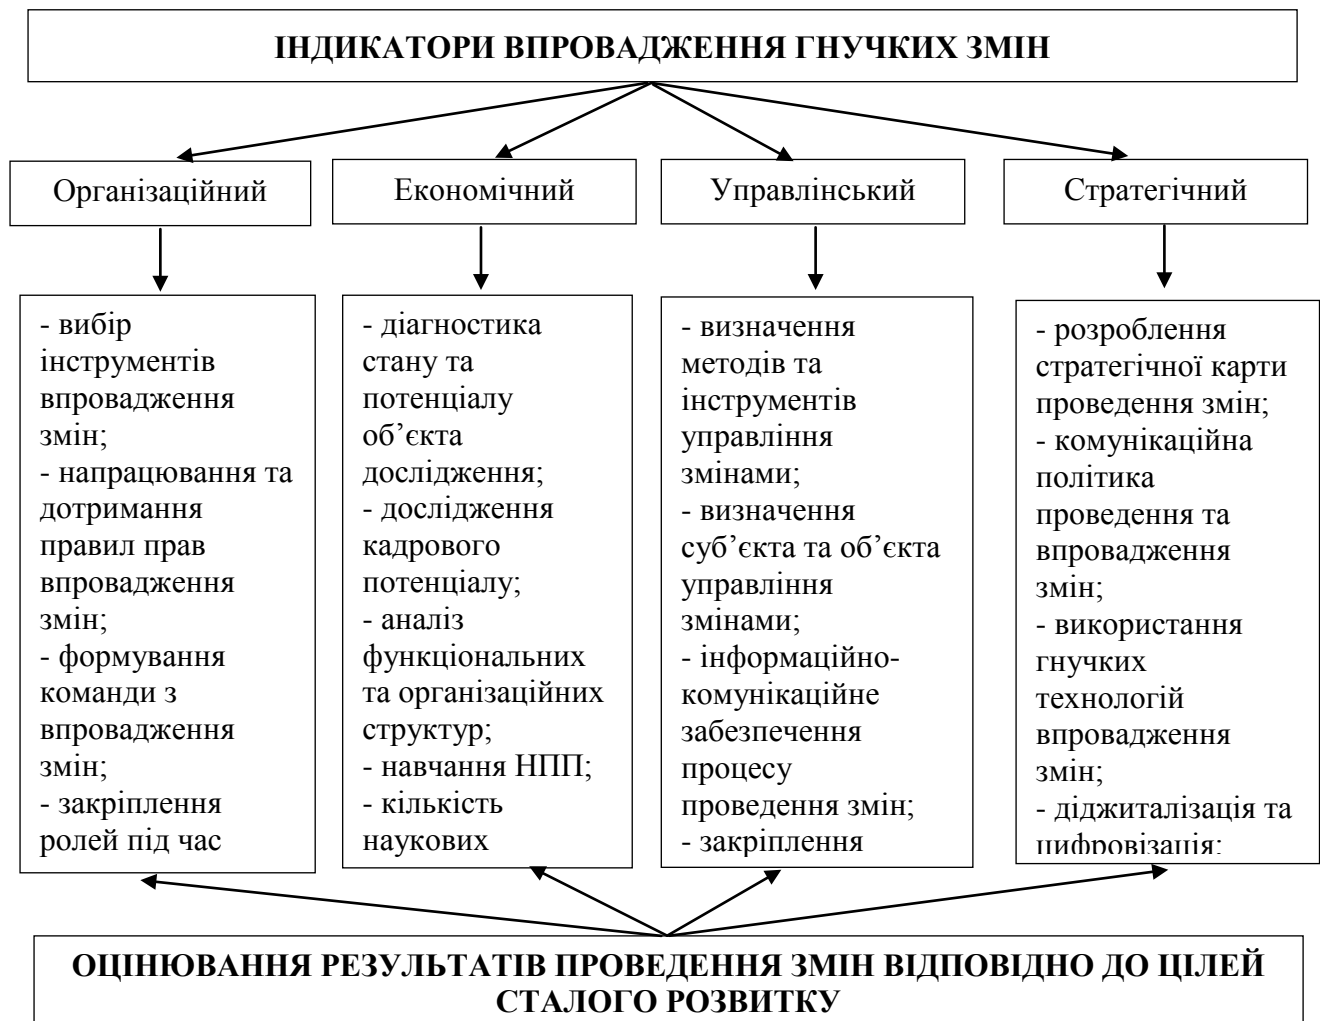 ІНДИКАТОРИ ВПРОВАДЖЕННЯ ГНУЧКИХ ЗМІН
Організаційний
Економічний
Управлінський
Стратегічний
- вибір
інструментів
впровадження
змін;
- напрацювання та
дотримання
правил прав
впровадження
змін;
- формування
команди з
впровадження
змін;
- закріплення
ролей під час
- діагностика
стану та
потенціалу
об’єкта
дослідження;
- дослідження
кадрового
потенціалу;
- аналіз
функціональних
та організаційних
структур;
- навчання НПП;
- кількість
наукових
- визначення
методів та
інструментів
управління
змінами;
- визначення
суб’єкта та об’єкта
управління
змінами;
- інформаційно-
комунікаційне
забезпечення
процесу
проведення змін;
- закріплення
- розроблення
стратегічної карти
проведення змін;
- комунікаційна
політика
проведення та
впровадження
змін;
- використання
гнучких
технологій
впровадження
змін;
- діджиталізація та
цифровізація;
ОЦІНЮВАННЯ РЕЗУЛЬТАТІВ ПРОВЕДЕННЯ ЗМІН ВІДПОВІДНО ДО ЦІЛЕЙ
СТАЛОГО РОЗВИТКУ